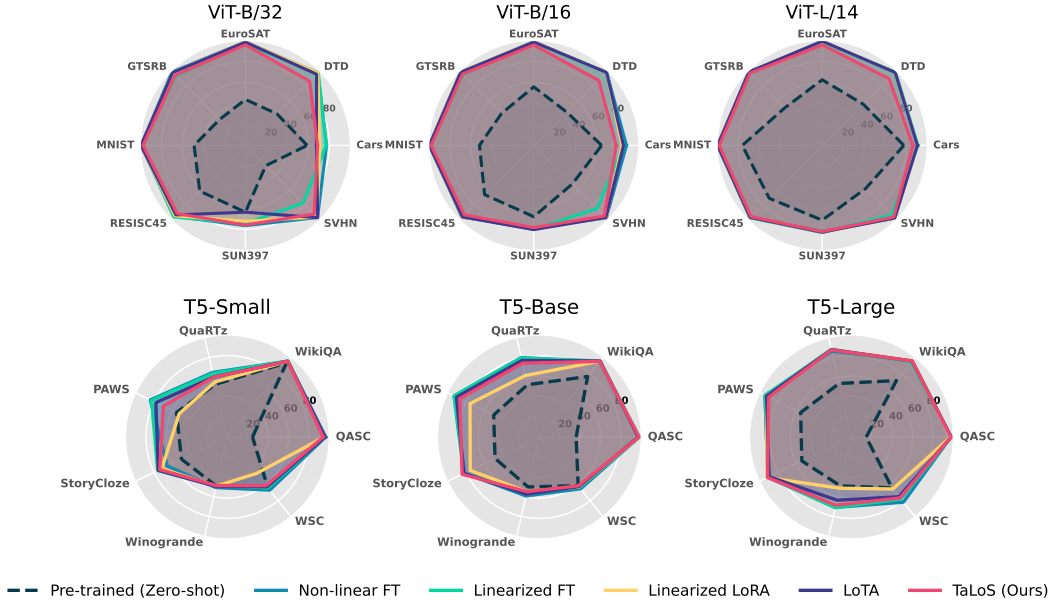 ViT-B/32
ViT-B/16
ViT-L/14
EuroSAT
GTSRB
DTD
MNIST
20
40
60
80
Cars
RESISC45
SVHN
SUN397
EuroSAT
GTSRB
DTD
MNIST
20
40
60
Cars
RESISC45
SVHN
SUN397
EuroSAT
GTSRB
DTD
MNIST
20
40
60
80
Cars
RESISC45
SVHN
SUN397
T5-Small
T5-Base
T5-Large
QuaRTz
WikiQA
PAWS
20
40
60
80
QASC
StoryCloze
WSC
Winogrande
QuaRTz
WikiQA
PAWS
20
40
60
80
QASC
StoryCloze
WSC
Winogrande
QuaRTz
WikiQA
PAWS
20
40
60
80
QASC
StoryCloze
WSC
Winogrande
Pre-trained (Zero-shot) Non-linear FT Linearized FT Linearized LoRA LoTA TaLoS (Ours)